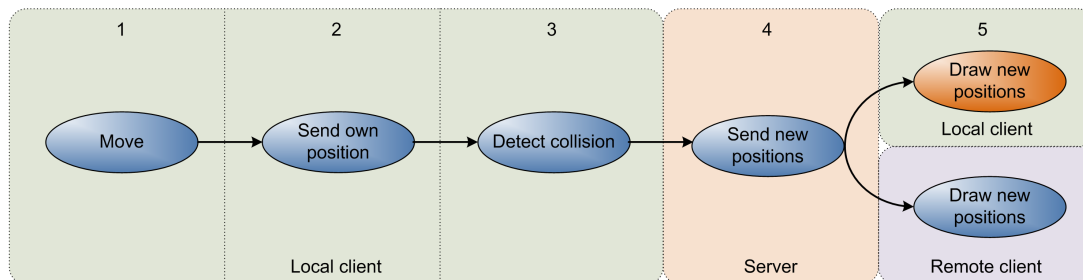 1
2
3
4
5
Move
Send own
position
Detect collision
Send new
positions
Draw new
positions
Local client
Draw new
positions
Local client
Server
Remote client